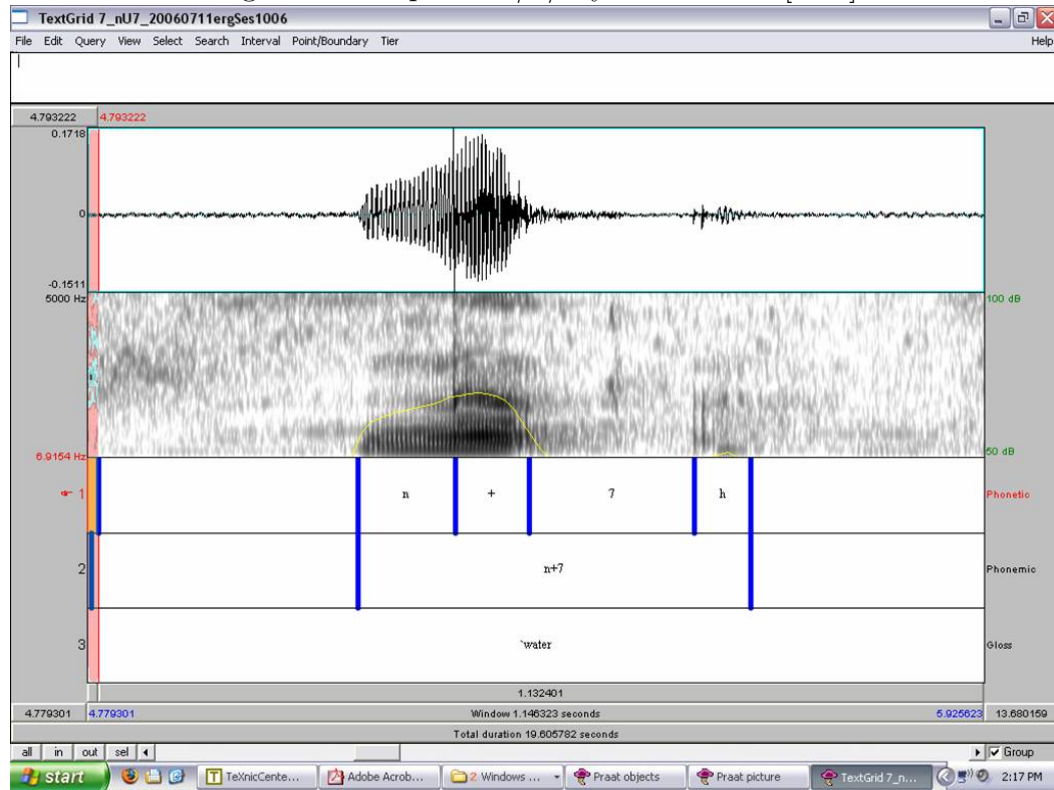 TextGrid 7_nU7_20060711ergSes1006
File Edit Query View Select Search Interval Point/Boundary Tier Help
4.793222 4.793222
0.1718
0
-0.1511
5000 Hz 100 dB
6.9154 Hz 50 dB
1 n + 7 h Phonetic
2 n+7 Phonemic
3 `water Gloss
1.132401
4.779301 4.779301 Window 1.146323 seconds 5.925623 13.680159
Total duration 19.605782 seconds
all in out sel Group
start TeXnicCente... Adobe Acrob... 2 Windows ... Praat objects Praat picture TextGrid 7_n... 2:17 PM